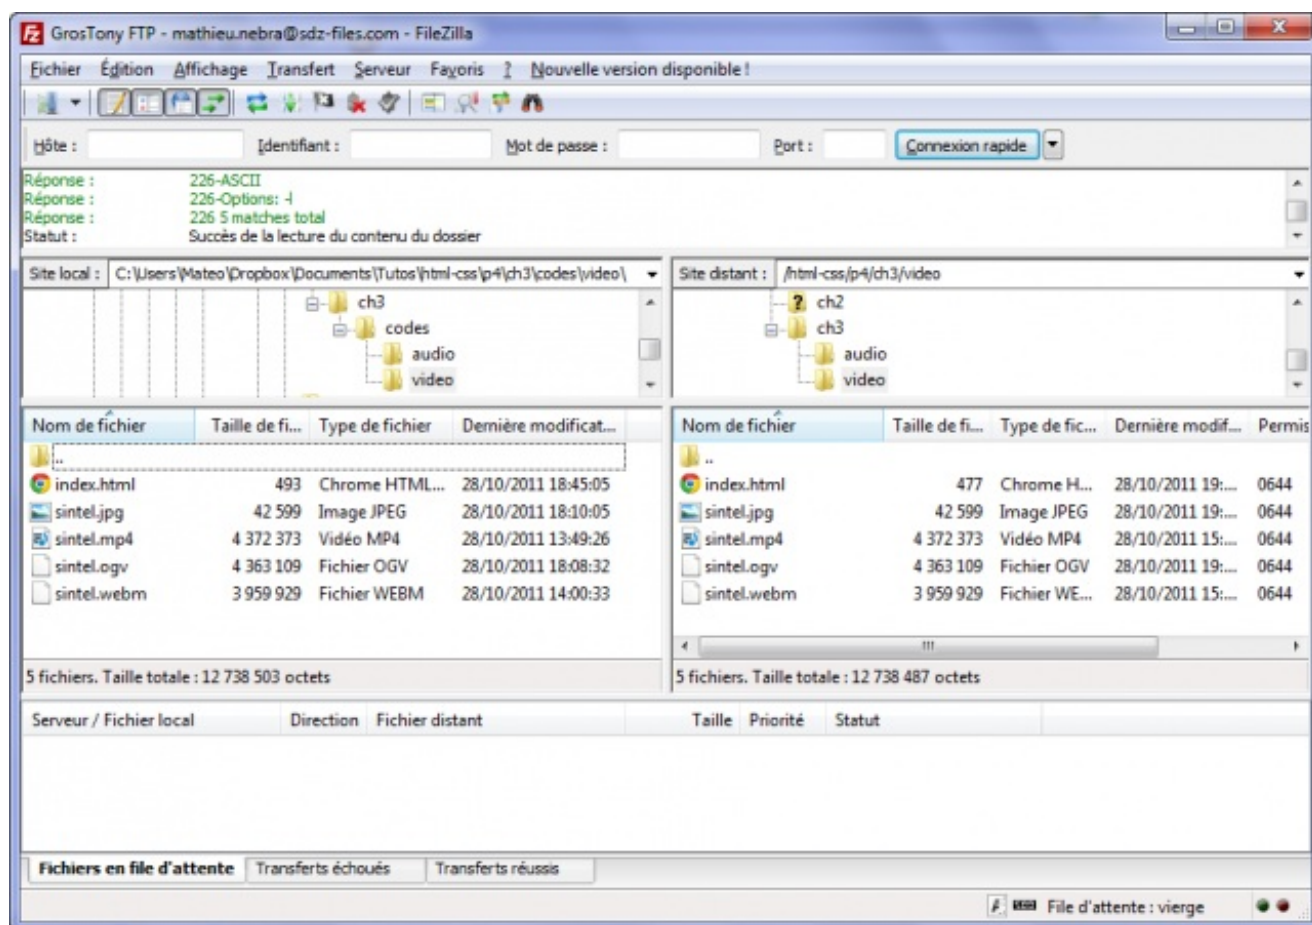 GrosTony FTP - mathieu.nebra@sdz-files.com - FileZilla
Fichier Édition Affichage Transfert Serveur Favoris ? Nouvelle version disponible !
Hôte : Identifiant : Mot de passe : Port : Connexion rapide
Réponse : 226-ASCII
Réponse : 226-Options: -l
Réponse : 226 5 matches total
Statut : Succès de la lecture du contenu du dossier
Site local : C:\Users\Mateo\Dropbox\Documents\Tutos\html-css\p4\ch3\codes\video\
ch3
codes
audio
video
Site distant : /html-css/p4/ch3/video
? ch2
ch3
audio
video
Nom de fichier Taille de fi... Type de fichier Dernière modificat...
..
index.html 493 Chrome HTML... 28/10/2011 18:45:05
sintel.jpg 42 599 Image JPEG 28/10/2011 18:10:05
sintel.mp4 4 372 373 Vidéo MP4 28/10/2011 13:49:26
sintel.ogv 4 363 109 Fichier OGV 28/10/2011 18:08:32
sintel.webm 3 959 929 Fichier WEBM 28/10/2011 14:00:33
5 fichiers. Taille totale : 12 738 503 octets
Nom de fichier Taille de fi... Type de fic... Dernière modif... Permis
..
index.html 477 Chrome H... 28/10/2011 19:... 0644
sintel.jpg 42 599 Image JPEG 28/10/2011 19:... 0644
sintel.mp4 4 372 373 Vidéo MP4 28/10/2011 15:... 0644
sintel.ogv 4 363 109 Fichier OGV 28/10/2011 19:... 0644
sintel.webm 3 959 929 Fichier WE... 28/10/2011 15:... 0644
5 fichiers. Taille totale : 12 738 487 octets
Serveur / Fichier local Direction Fichier distant Taille Priorité Statut
Fichiers en file d'attente Transferts échoués Transferts réussis
File d'attente : vierge